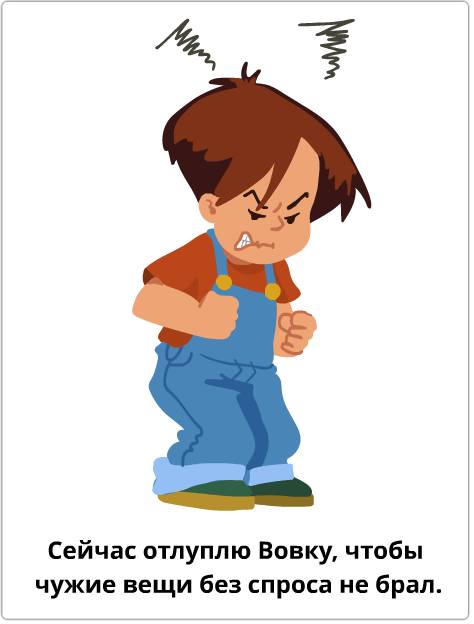 Сейчас отлуплю Вовку, чтобы
чужие вещи без спроса не брал.